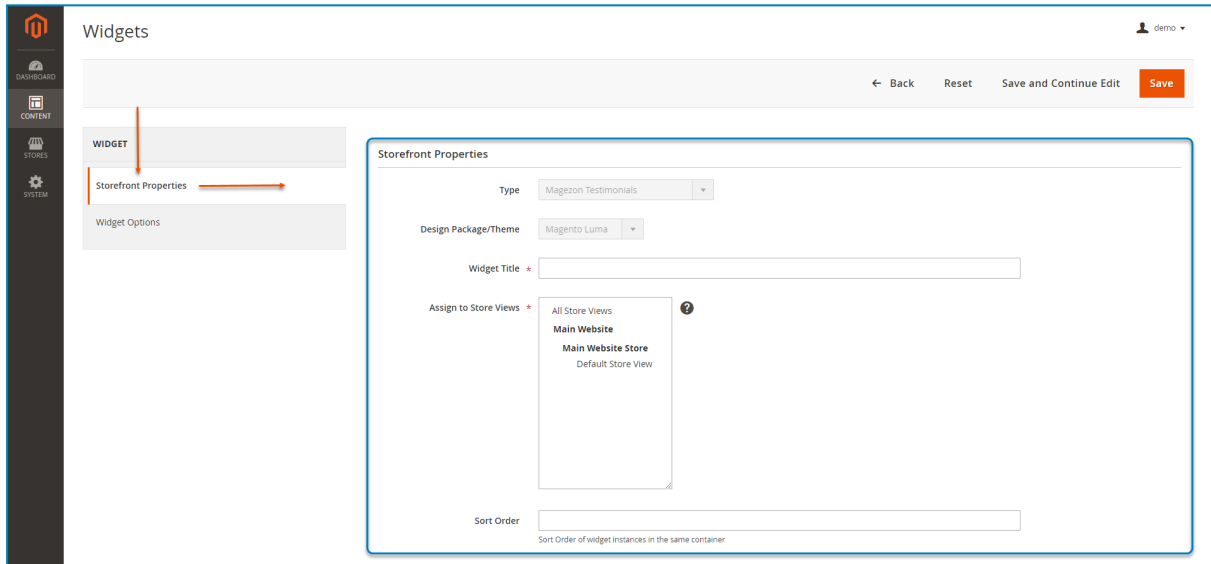 Widgets
demo
DASHBOARD
CONTENT
STORES
SYSTEM
← Back Reset Save and Continue Edit Save
WIDGET
Storefront Properties
Widget Options
Storefront Properties
Type Magezon Testimonials
Design Package/Theme Magento Luma
Widget Title *
Assign to Store Views *
All Store Views
Main Website
Main Website Store
Default Store View
?
Sort Order
Sort Order of widget instances in the same container